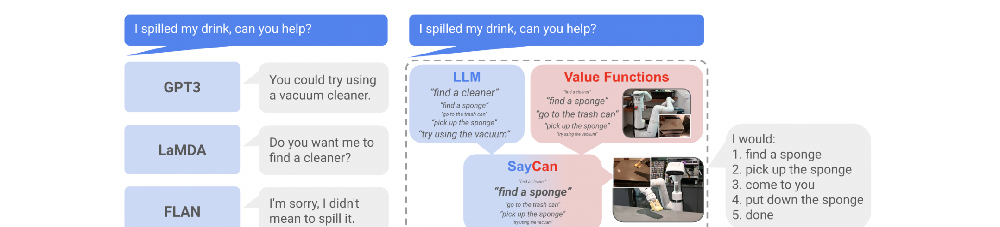 I spilled my drink, can you help?
GPT3
You could try using
a vacuum cleaner.
LaMDA
Do you want me to
find a cleaner?
FLAN
I'm sorry, I didn't
mean to spill it.
I spilled my drink, can you help?
LLM
“find a cleaner”
“find a sponge”
“go to the trash can”
“pick up the sponge”
“try using the vacuum”
Value Functions
“find a cleaner”
“find a sponge”
“go to the trash can”
“pick up the sponge”
“try using the vacuum”
76
SayCan
“find a cleaner”
“find a sponge”
“go to the trash can”
“pick up the sponge”
“try using the vacuum”
I would:
1. find a sponge
2. pick up the sponge
3. come to you
4. put down the sponge
5. done